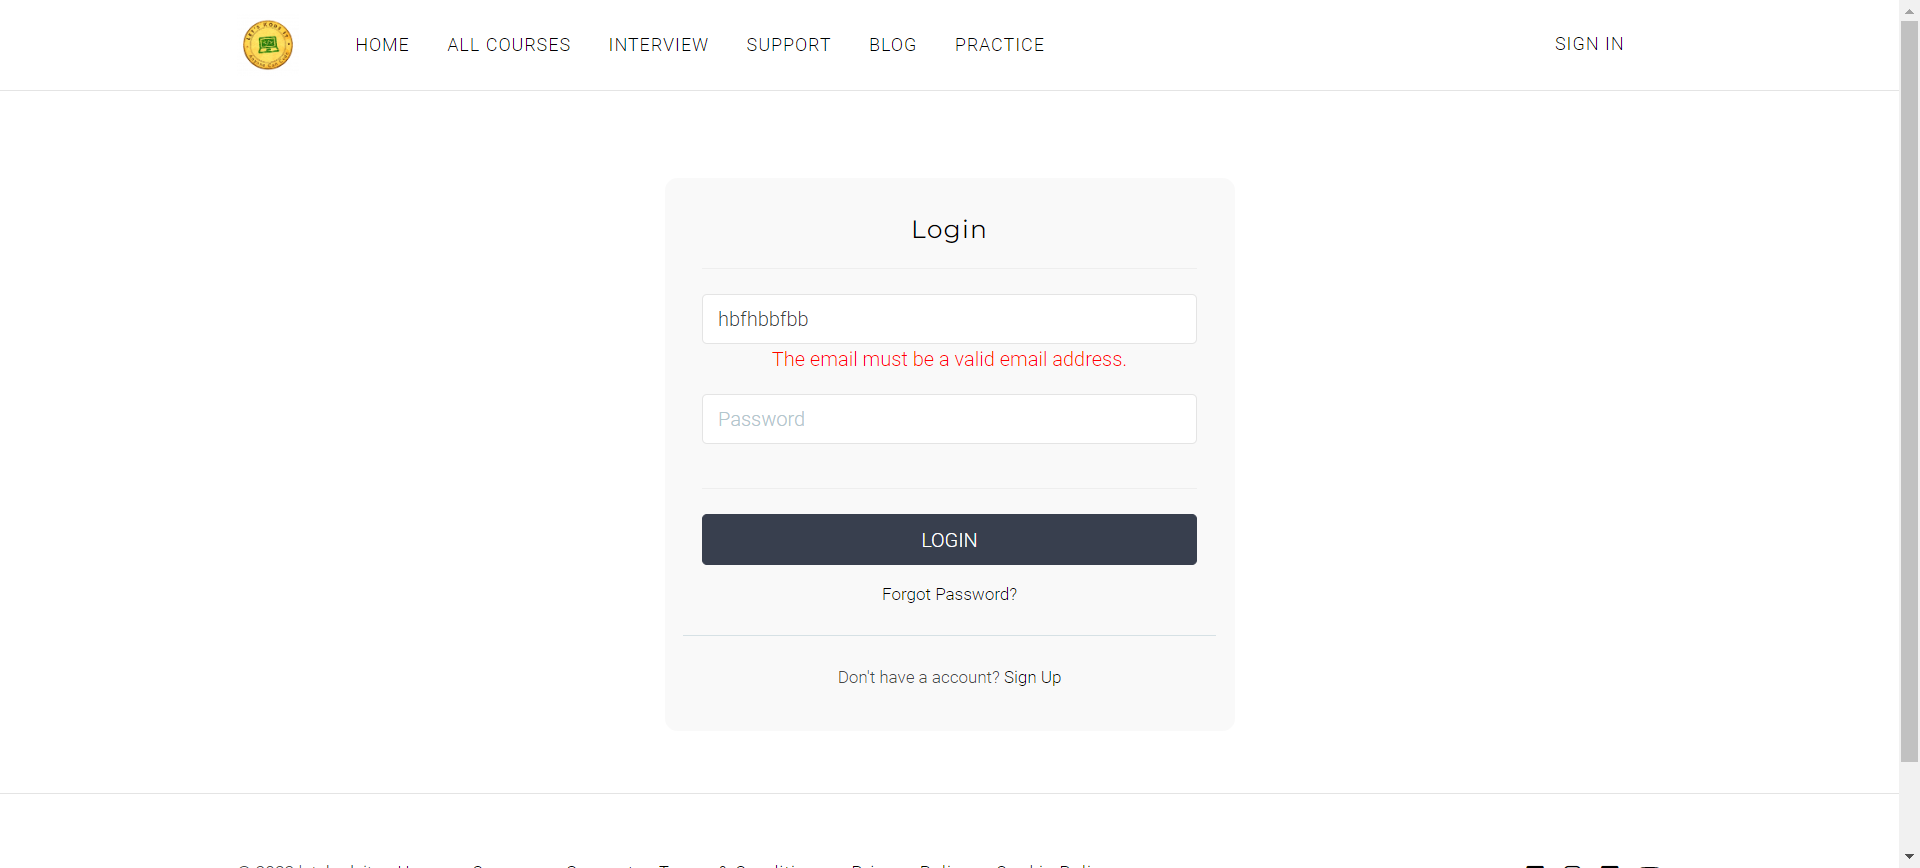 HOME ALL COURSES INTERVIEW SUPPORT BLOG PRACTICE SIGN IN
Login
hbfhbbfbb
The email must be a valid email address.
Password
LOGIN
Forgot Password?
Don't have a account? Sign Up